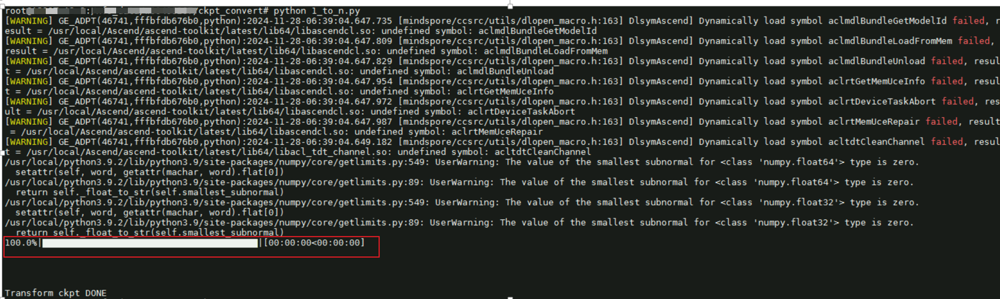 root :/ /ckpt_convert# python 1_to_n.py
[WARNING] GE_ADPT(46741,fffbfdb676b0,python):2024-11-28-06:39:04.647.735 [mindspore/ccsrc/utils/dlopen_macro.h:163] DlsymAscend] Dynamically load symbol aclmdlBundleGetModelId failed, r
esult = /usr/local/Ascend/ascend-toolkit/latest/lib64/libascendcl.so: undefined symbol: aclmdlBundleGetModelId
[WARNING] GE_ADPT(46741,fffbfdb676b0,python):2024-11-28-06:39:04.647.809 [mindspore/ccsrc/utils/dlopen_macro.h:163] DlsymAscend] Dynamically load symbol aclmdlBundleLoadFromMem failed,
result = /usr/local/Ascend/ascend-toolkit/latest/lib64/libascendcl.so: undefined symbol: aclmdlBundleLoadFromMem
[WARNING] GE_ADPT(46741,fffbfdb676b0,python):2024-11-28-06:39:04.647.829 [mindspore/ccsrc/utils/dlopen_macro.h:163] DlsymAscend] Dynamically load symbol aclmdlBundleUnload failed, resul
t = /usr/local/Ascend/ascend-toolkit/latest/lib64/libascendcl.so: undefined symbol: aclmdlBundleUnload
[WARNING] GE_ADPT(46741,fffbfdb676b0,python):2024-11-28-06:39:04.647.954 [mindspore/ccsrc/utils/dlopen_macro.h:163] DlsymAscend] Dynamically load symbol aclrtGetMemUceInfo failed, resul
t = /usr/local/Ascend/ascend-toolkit/latest/lib64/libascendcl.so: undefined symbol: aclrtGetMemUceInfo
[WARNING] GE_ADPT(46741,fffbfdb676b0,python):2024-11-28-06:39:04.647.972 [mindspore/ccsrc/utils/dlopen_macro.h:163] DlsymAscend] Dynamically load symbol aclrtDeviceTaskAbort failed, res
ult = /usr/local/Ascend/ascend-toolkit/latest/lib64/libascendcl.so: undefined symbol: aclrtDeviceTaskAbort
[WARNING] GE_ADPT(46741,fffbfdb676b0,python):2024-11-28-06:39:04.647.987 [mindspore/ccsrc/utils/dlopen_macro.h:163] DlsymAscend] Dynamically load symbol aclrtMemUceRepair failed, result
= /usr/local/Ascend/ascend-toolkit/latest/lib64/libascendcl.so: undefined symbol: aclrtMemUceRepair
[WARNING] GE_ADPT(46741,fffbfdb676b0,python):2024-11-28-06:39:04.649.182 [mindspore/ccsrc/utils/dlopen_macro.h:163] DlsymAscend] Dynamically load symbol acltdtCleanChannel failed, resul
t = /usr/local/Ascend/ascend-toolkit/latest/lib64/libacl_tdt_channel.so: undefined symbol: acltdtCleanChannel
/usr/local/python3.9.2/lib/python3.9/site-packages/numpy/core/getlimits.py:549: UserWarning: The value of the smallest subnormal for <class 'numpy.float64'> type is zero.
setattr(self, word, getattr(machar, word).flat[0])
/usr/local/python3.9.2/lib/python3.9/site-packages/numpy/core/getlimits.py:89: UserWarning: The value of the smallest subnormal for <class 'numpy.float64'> type is zero.
return self._float_to_str(self.smallest_subnormal)
/usr/local/python3.9.2/lib/python3.9/site-packages/numpy/core/getlimits.py:549: UserWarning: The value of the smallest subnormal for <class 'numpy.float32'> type is zero.
setattr(self, word, getattr(machar, word).flat[0])
/usr/local/python3.9.2/lib/python3.9/site-packages/numpy/core/getlimits.py:89: UserWarning: The value of the smallest subnormal for <class 'numpy.float32'> type is zero.
return self._float_to_str(self.smallest_subnormal)
100.0%| |[00:00:00<00:00:00]
Transform ckpt DONE